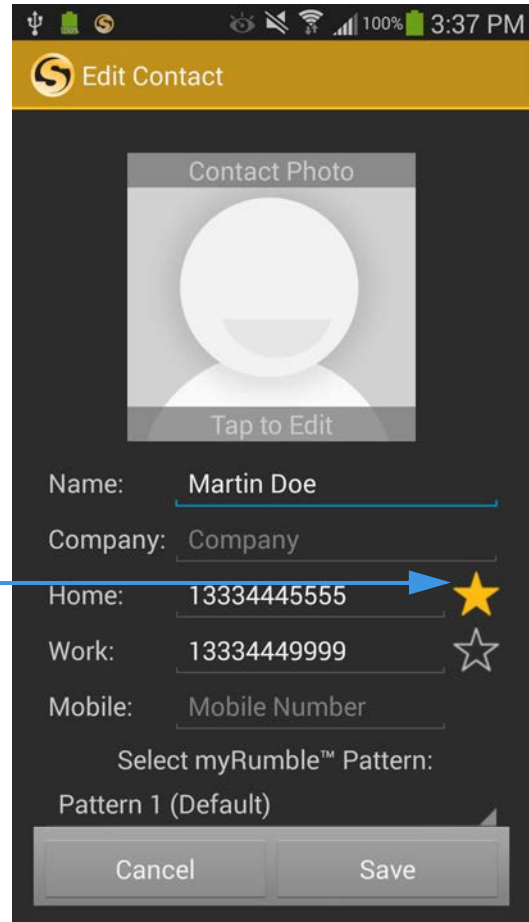 100% 3:37 PM
S Edit Contact
Contact Photo
Tap to Edit
Name: Martin Doe
Company: Company
Home: 13334445555
Work: 13334449999
Mobile: Mobile Number
Select myRumble™ Pattern:
Pattern 1 (Default)
Cancel Save